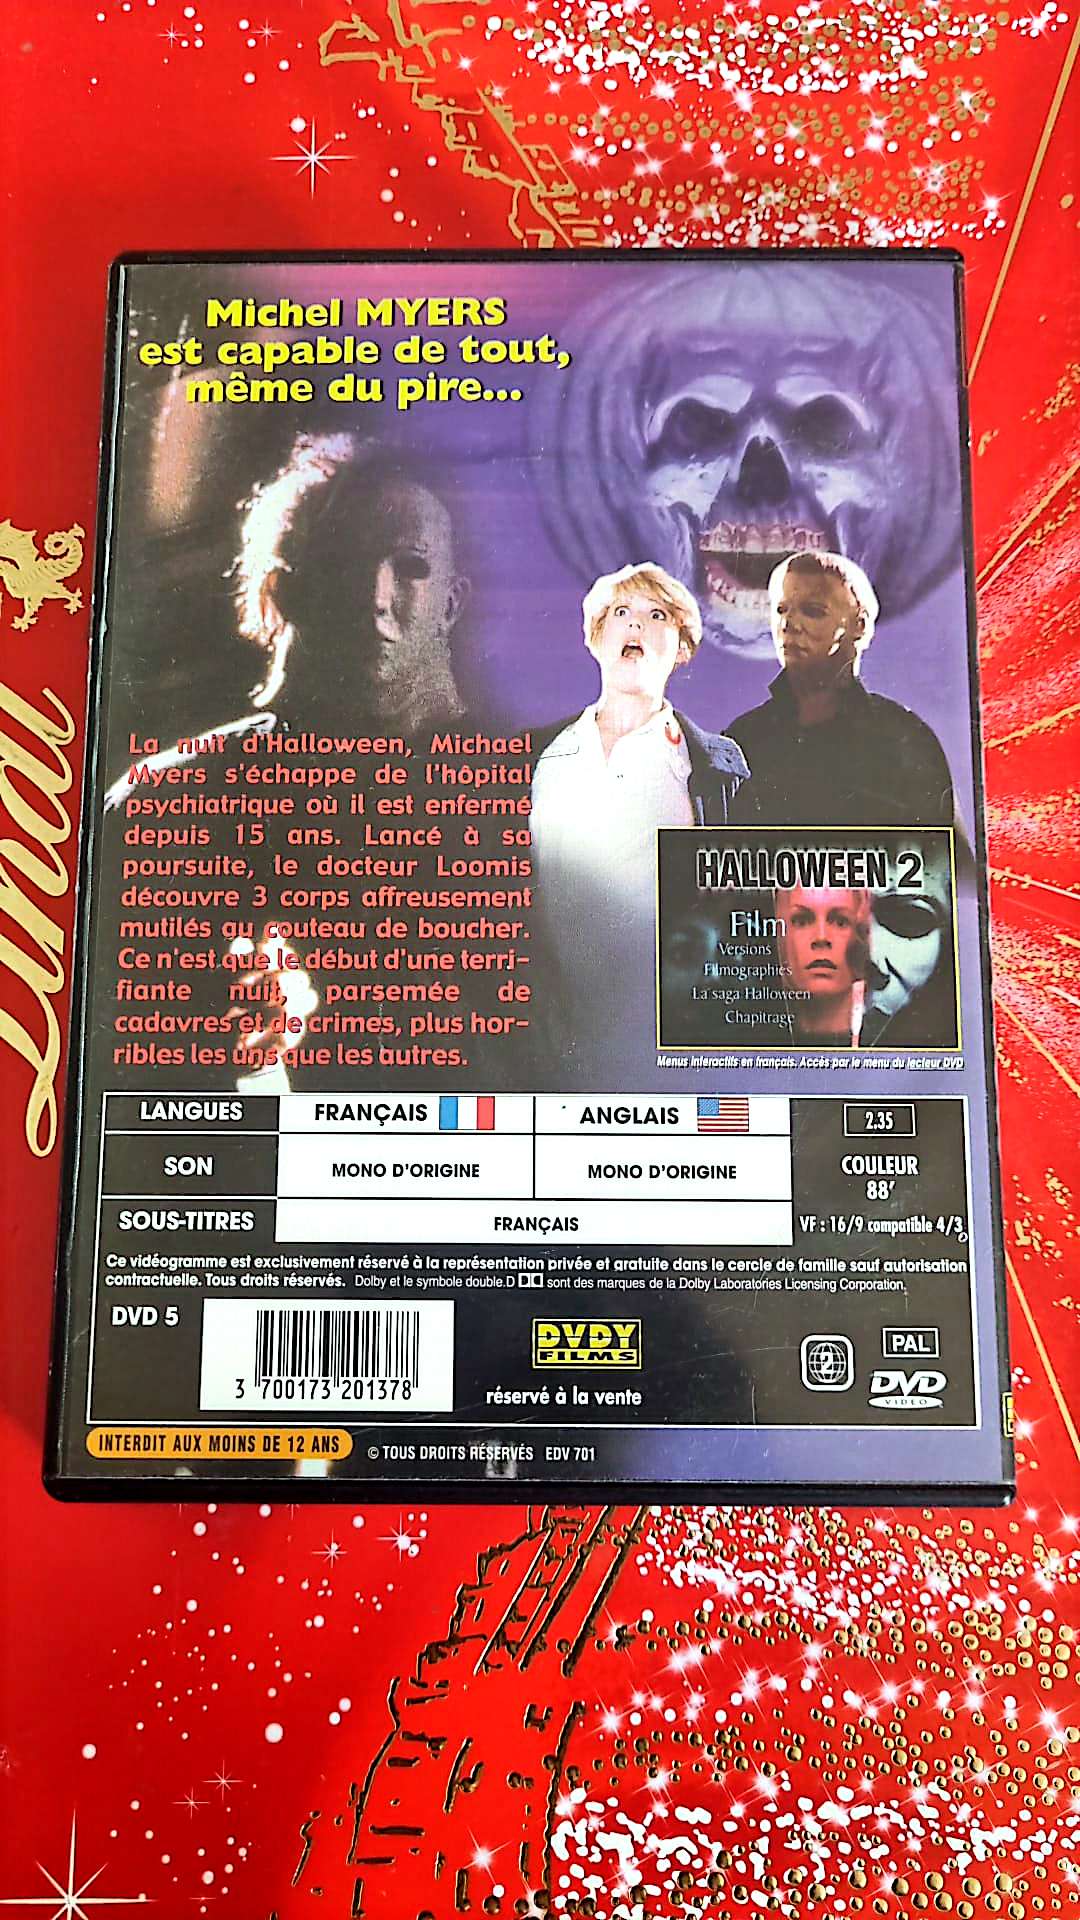 Michel MYERS
est capable de tout,
même du pire...
La nuit d'Halloween, Michael
Myers s'échappe de l'hôpital
psychiatrique où il est enfermé
depuis 15 ans. Lancé à sa
poursuite, le docteur Loomis
découvre 3 corps affreusement
mutilés au couteau de boucher.
Ce n'est que le début d'une terri-
fiante nuit, parsemée de
cadavres et de crimes, plus hor-
ribles les uns que les autres.
HALLOWEEN 2
Film
Versions
Filmographies
La saga Halloween
Chapitrage
Menus interactifs en français. Accés par le menu du lecteur DVD
LANGUES FRANÇAIS ANGLAIS 2.35
SON MONO D'ORIGINE MONO D'ORIGINE COULEUR
88'
SOUS-TITRES FRANÇAIS VF : 16/9 compatible 4/3
Ce vidéogramme est exclusivement réservé à la représentation privée et gratuite dans le cercle de famille sauf autorisation
contractuelle. Tous droits réservés. Dolby et le symbole double.D sont des marques de la Dolby Laboratories Licensing Corporation.
DVD 5
3 700173 201378
DVDY
FILMS
réservé à la vente
2
PAL
DVD
VIDEO
INTERDIT AUX MOINS DE 12 ANS
© TOUS DROITS RÉSERVÉS EDV 701
Lindt